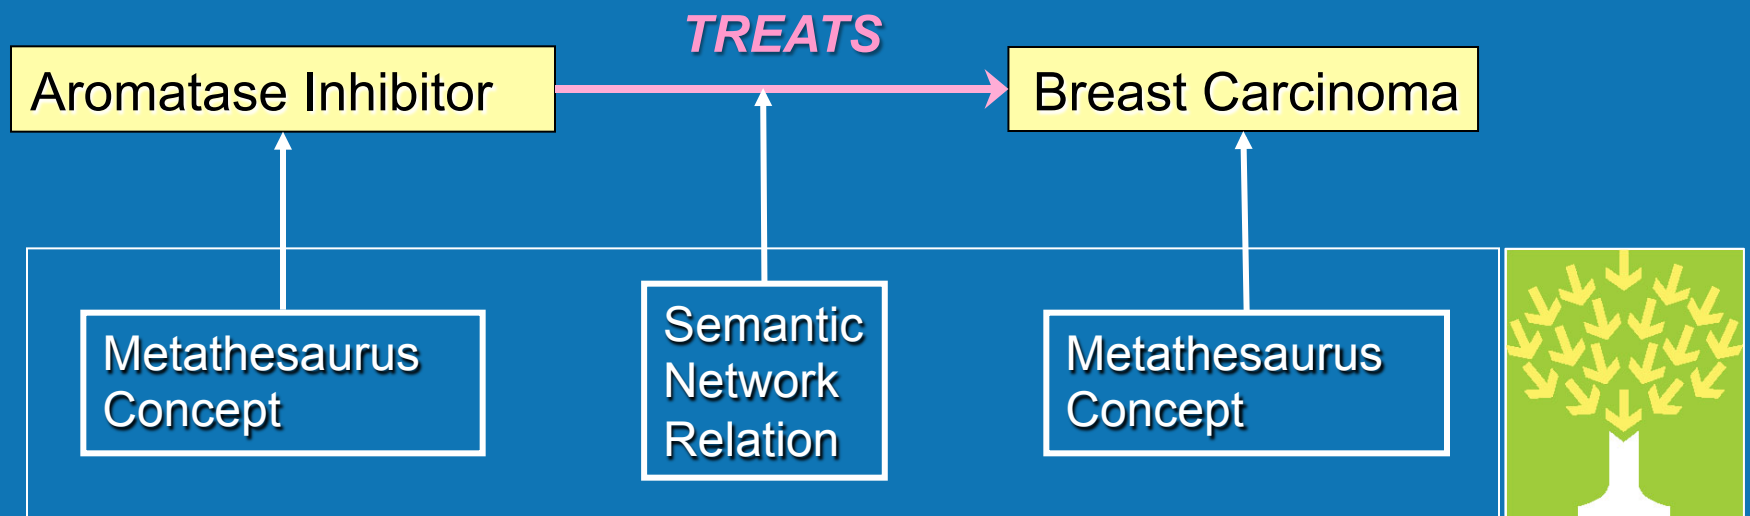 TREATS
Aromatase Inhibitor
Breast Carcinoma
Metathesaurus
Concept
Semantic
Network
Relation
Metathesaurus
Concept